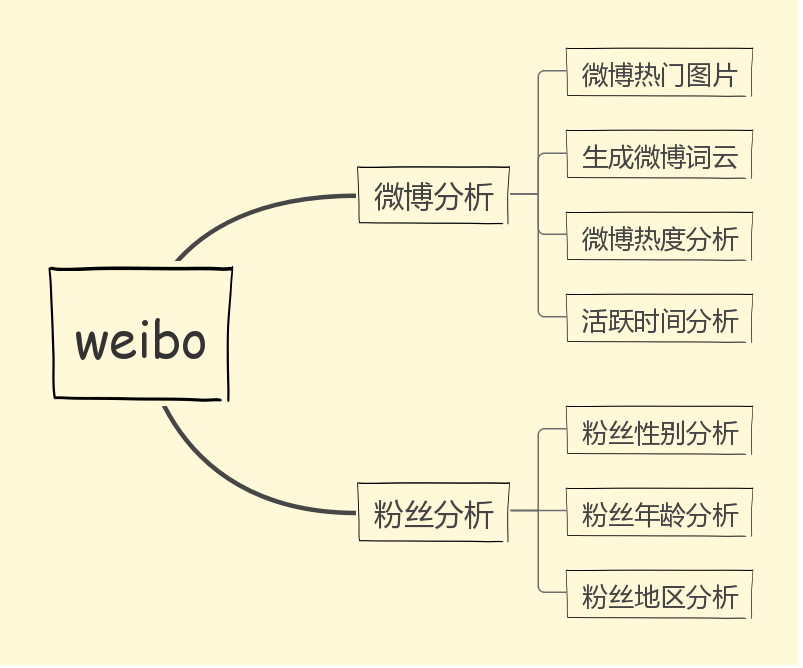 weibo
微博分析
微博热门图片
生成微博词云
微博热度分析
活跃时间分析
粉丝分析
粉丝性别分析
粉丝年龄分析
粉丝地区分析